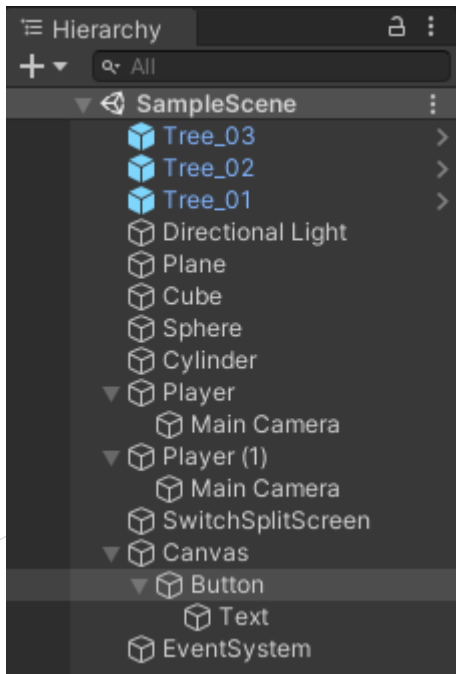 Hierarchy
All
SampleScene
Tree_03
Tree_02
Tree_01
Directional Light
Plane
Cube
Sphere
Cylinder
Player
Main Camera
Player (1)
Main Camera
SwitchSplitScreen
Canvas
Button
Text
EventSystem